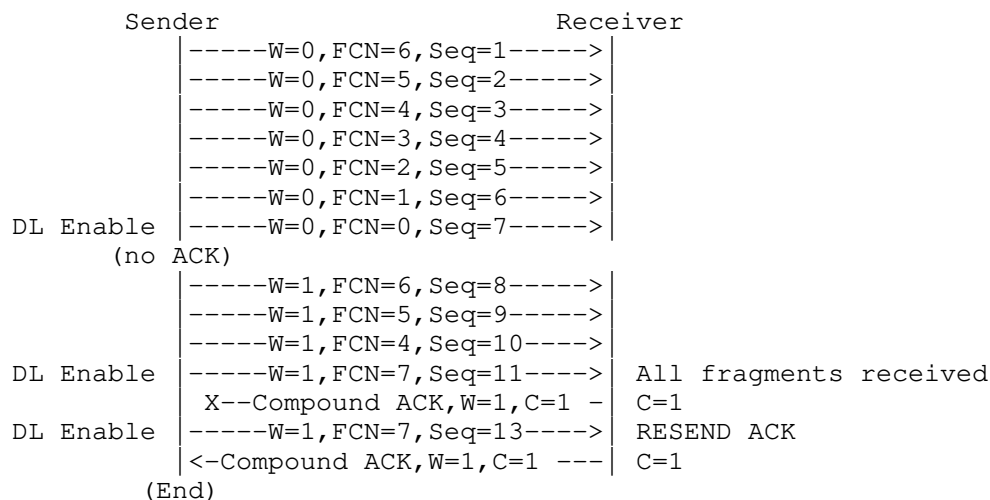 Sender                     Receiver
|-----W=0,FCN=6,Seq=1----->|
|-----W=0,FCN=5,Seq=2----->|
|-----W=0,FCN=4,Seq=3----->|
|-----W=0,FCN=3,Seq=4----->|
|-----W=0,FCN=2,Seq=5----->|
|-----W=0,FCN=1,Seq=6----->|
DL Enable |-----W=0,FCN=0,Seq=7----->|
(no ACK)
|-----W=1,FCN=6,Seq=8----->|
|-----W=1,FCN=5,Seq=9----->|
|-----W=1,FCN=4,Seq=10---->|
DL Enable |-----W=1,FCN=7,Seq=11---->| All fragments received
X--Compound ACK,W=1,C=1 -| C=1
DL Enable |-----W=1,FCN=7,Seq=13---->| RESEND ACK
|<-Compound ACK,W=1,C=1 ---| C=1
(End)